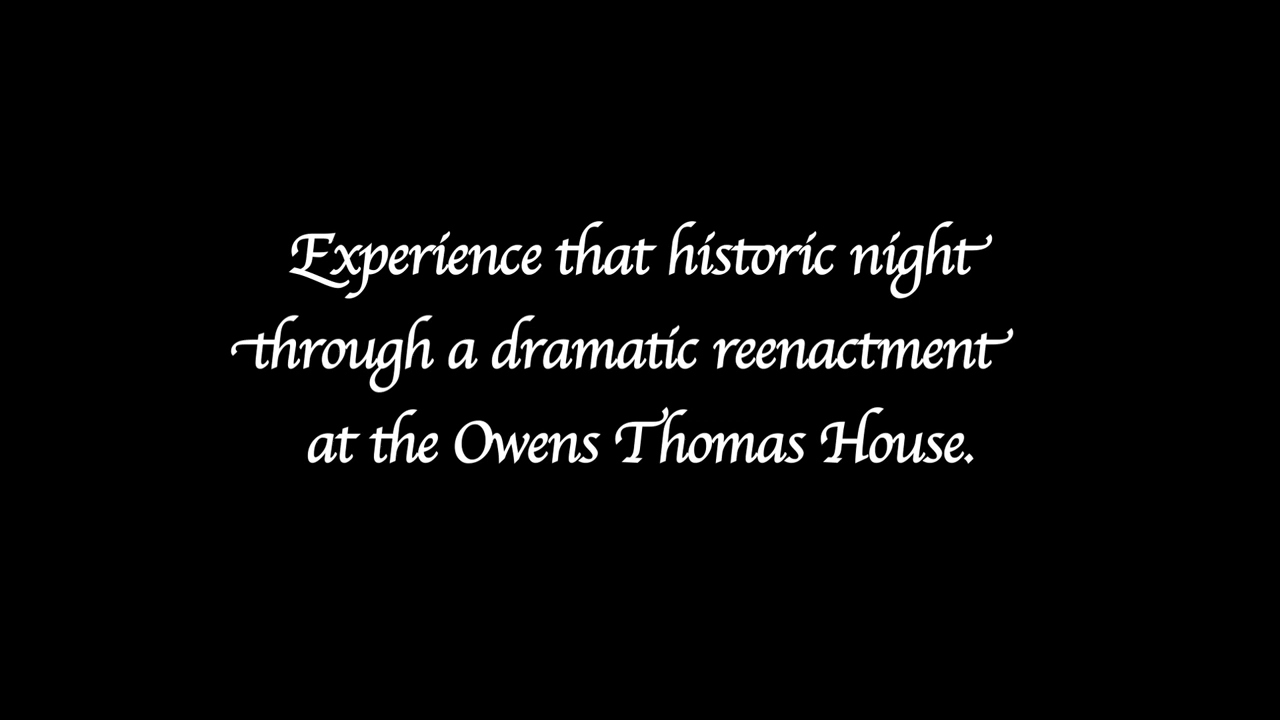 Experience that historic night
through a dramatic reenactment
at the Owens Thomas House.